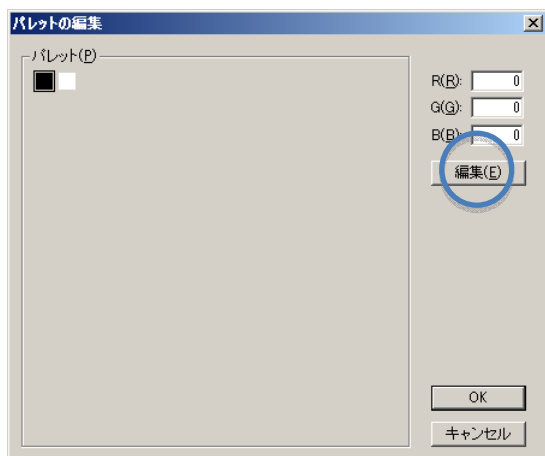 パレットの編集
パレット(P)
R(R): 0
G(G): 0
B(B): 0
編集(E)
OK
キャンセル